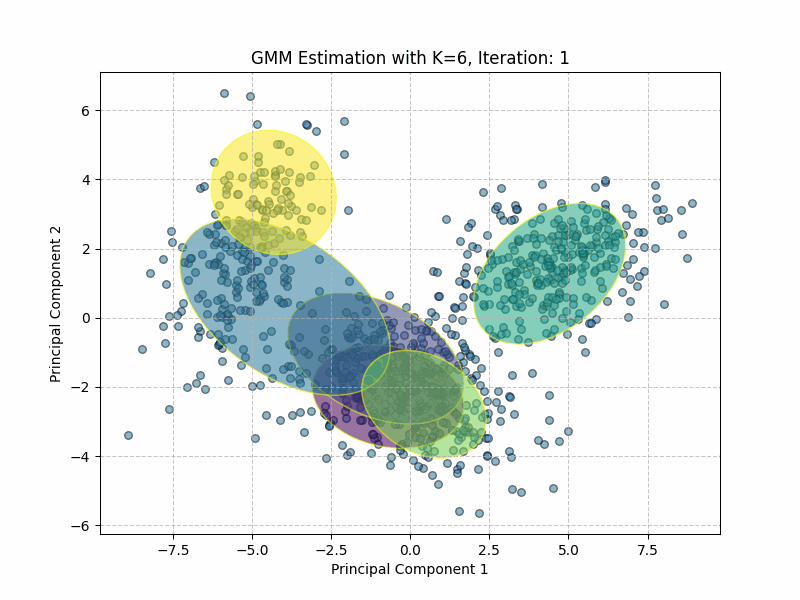 GMM Estimation with K=6, Iteration: 1
6
4
2
0
−2
−4
−6
Principal Component 2
−7.5 −5.0 −2.5 0.0 2.5 5.0 7.5
Principal Component 1